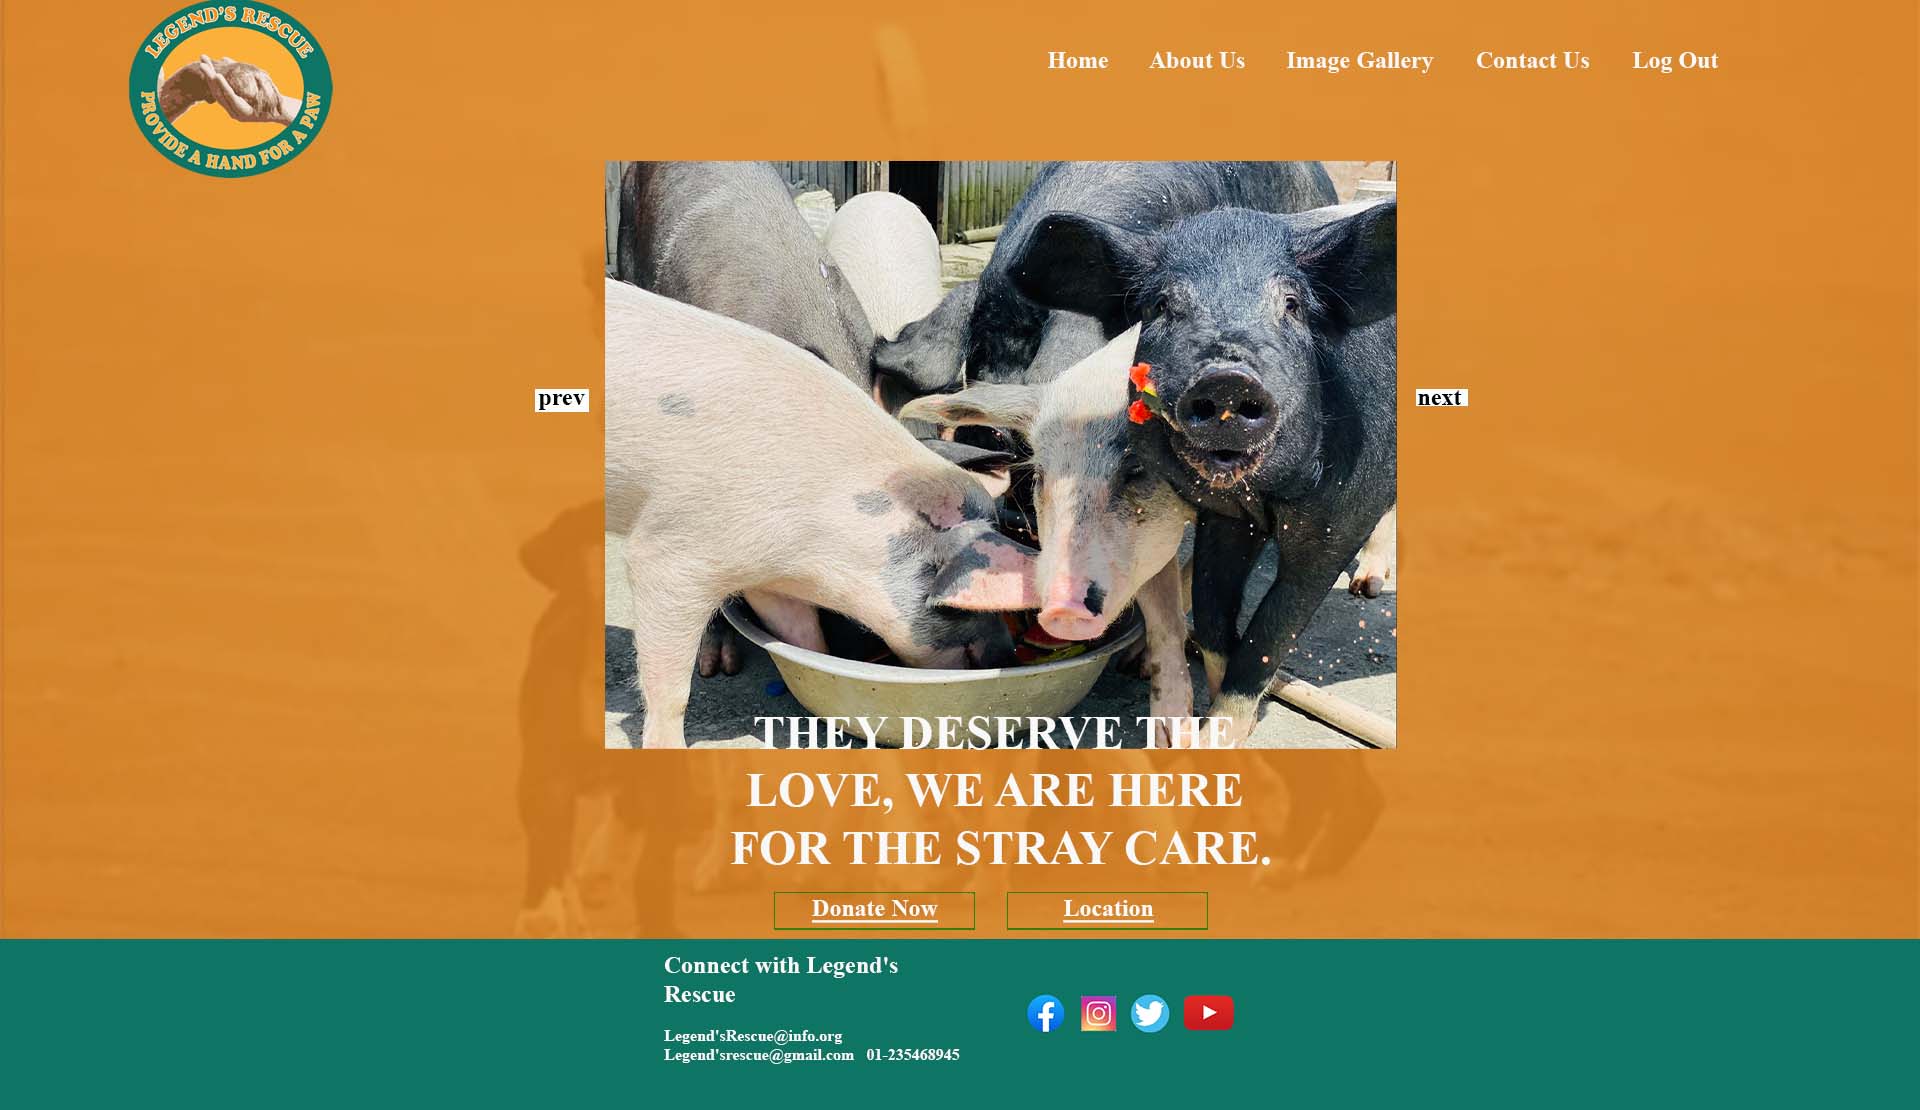 LEGEND'S RESCUE
PROVIDE A HAND FOR A PAW
Home About Us Image Gallery Contact Us Log Out
prev
next
THEY DESERVE THE
LOVE, WE ARE HERE
FOR THE STRAY CARE.
Donate Now Location
Connect with Legend's
Rescue
Legend'sRescue@info.org
Legend'srescue@gmail.com 01-235468945